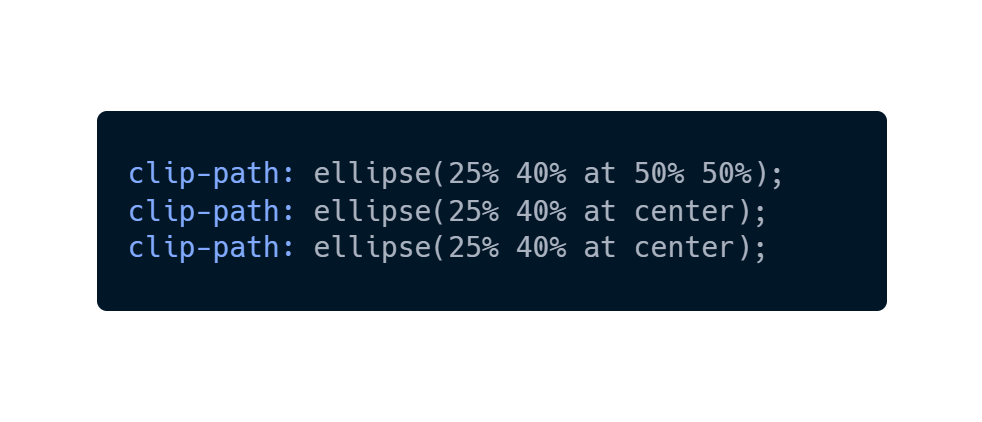 clip-path: ellipse(25% 40% at 50% 50%);
clip-path: ellipse(25% 40% at center);
clip-path: ellipse(25% 40% at center);